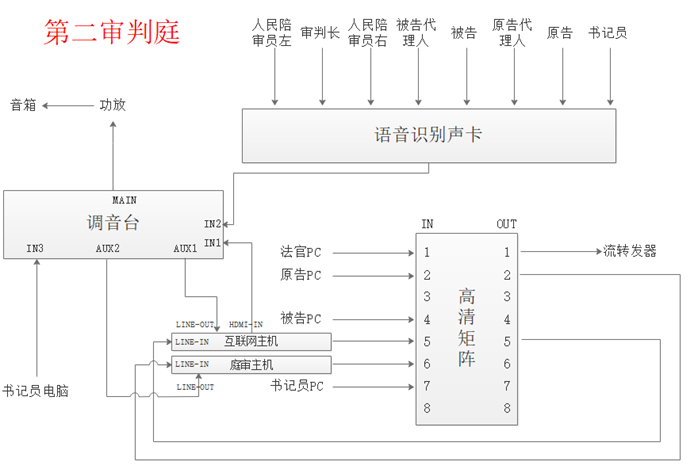 第二审判庭
人民陪
审员左
审判长
人民陪
审员右
被告代
理人
被告
原告代
理人
原告
书记员
音箱
功放
语音识别声卡
MAIN
调音台
IN2
IN1
IN3
AUX2
AUX1
IN
OUT
法官PC
1
1
流转发器
原告PC
2
2
3
3
被告PC
4
4
高清矩阵
LINE-OUT
HDMI-IN
LINE-IN
互联网主机
5
5
LINE-IN
庭审主机
6
6
LINE-OUT
书记员PC
7
7
8
8
书记员电脑